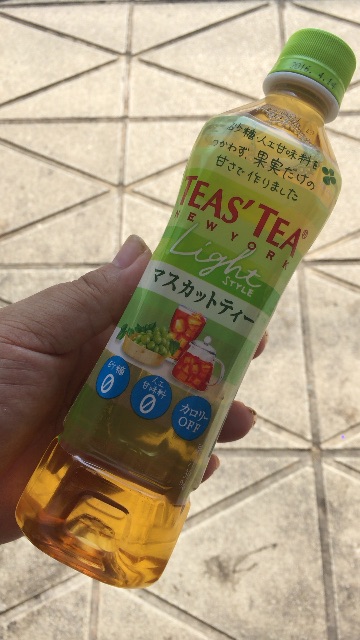 砂糖・人工甘味料を
つかわず、果実だけの
甘さで作りました
TEAS' TEA®
NEW YORK
Light
STYLE
マスカットティー
砂糖
0
人工
甘味料
0
カロリー
OFF